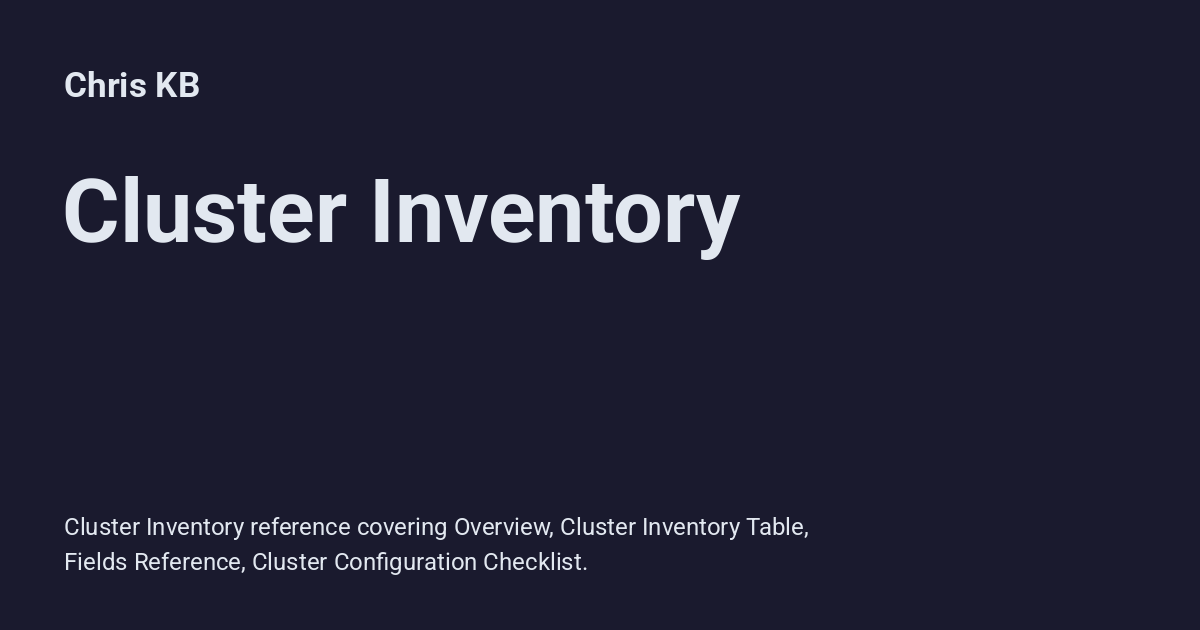 Chris KB
Cluster Inventory
Cluster Inventory reference covering Overview, Cluster Inventory Table,
Fields Reference, Cluster Configuration Checklist.